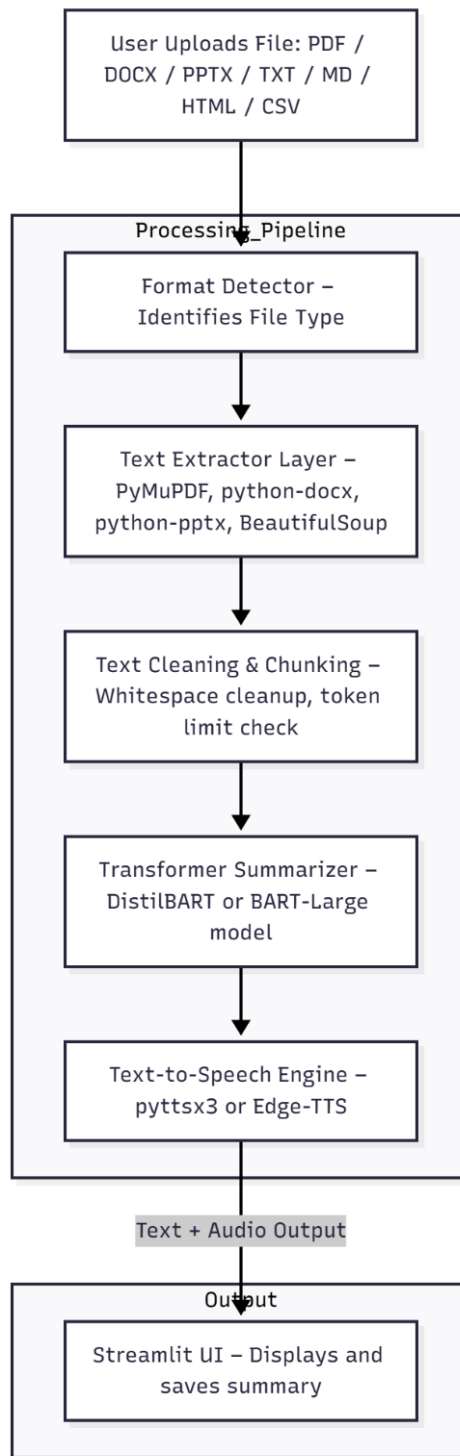 User Uploads File: PDF /
DOCX / PPTX / TXT / MD /
HTML / CSV
Processing_Pipeline
Format Detector –
Identifies File Type
Text Extractor Layer –
PyMuPDF, python-docx,
python-pptx, BeautifulSoup
Text Cleaning & Chunking –
Whitespace cleanup, token
limit check
Transformer Summarizer –
DistilBART or BART-Large
model
Text-to-Speech Engine –
pyttsx3 or Edge-TTS
Text + Audio Output
Output
Streamlit UI – Displays and
saves summary